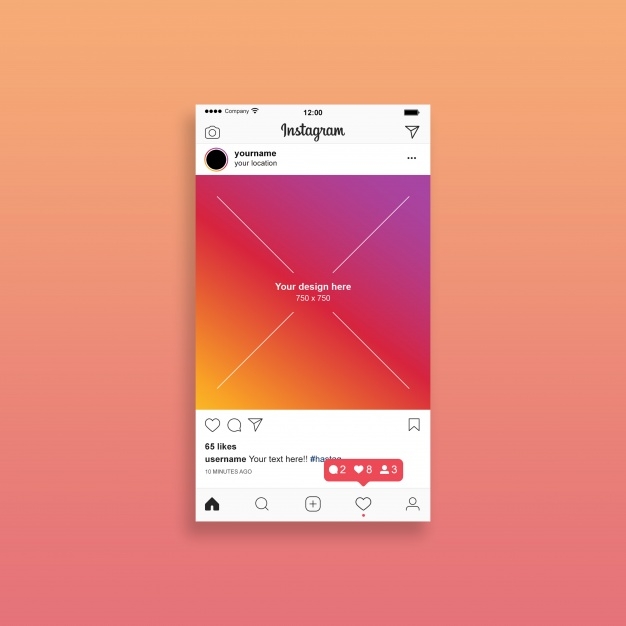 Company 12:00
Instagram
yourname
your location
Your design here
750 x 750
65 likes
username Your text here!! #hastag
10 MINUTES AGO
2 8 3